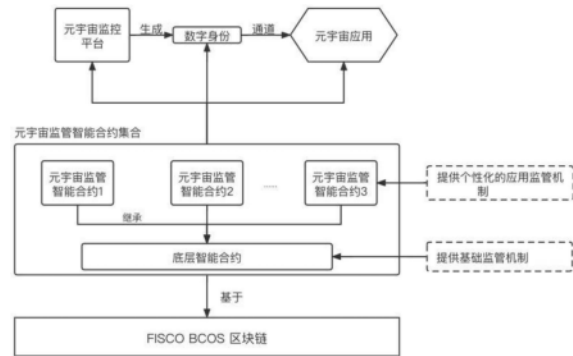 元宇宙监控
平台
生成
数字身份
通道
元宇宙应用
元宇宙监管智能合约集合
元宇宙监管
智能合约1
元宇宙监管
智能合约2
.....
元宇宙监管
智能合约3
提供个性化的应用监管机
制
继承
底层智能合约
提供基础监管机制
基于
FISCO BCOS 区块链